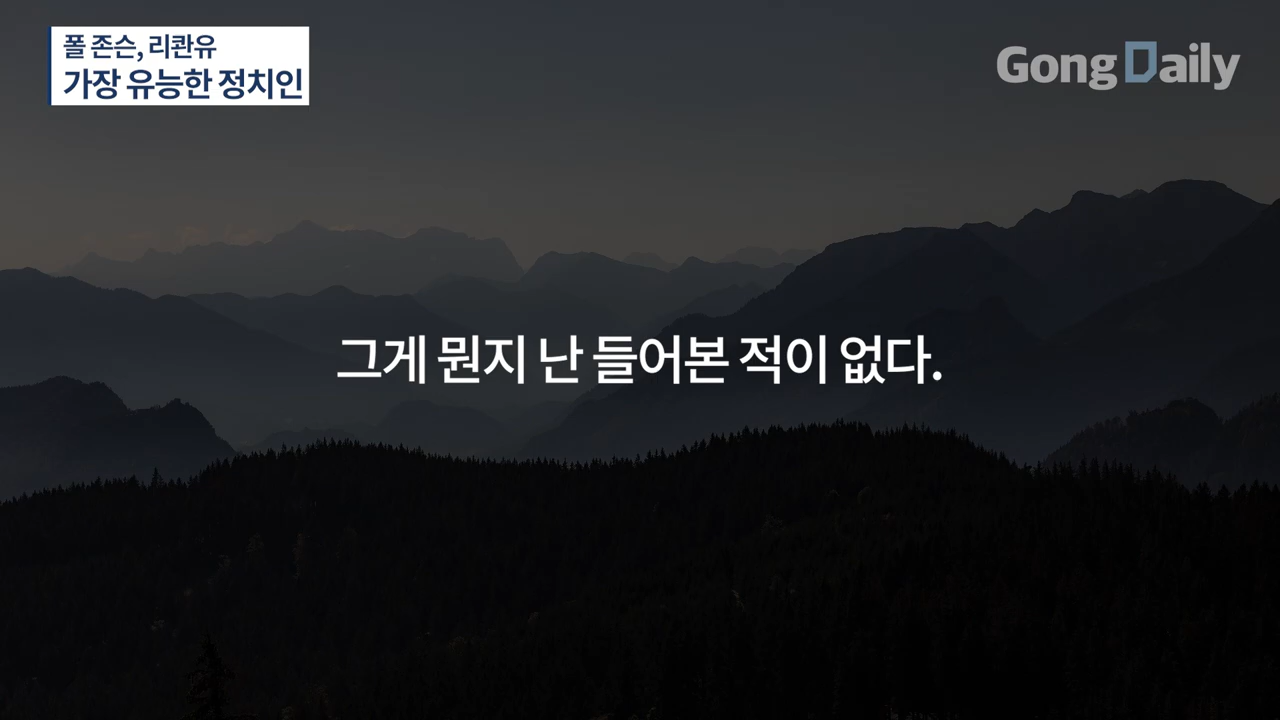 폴 존슨, 리콴유
가장 유능한 정치인
Gong Daily
그게 뭔지 난 들어본 적이 없다.